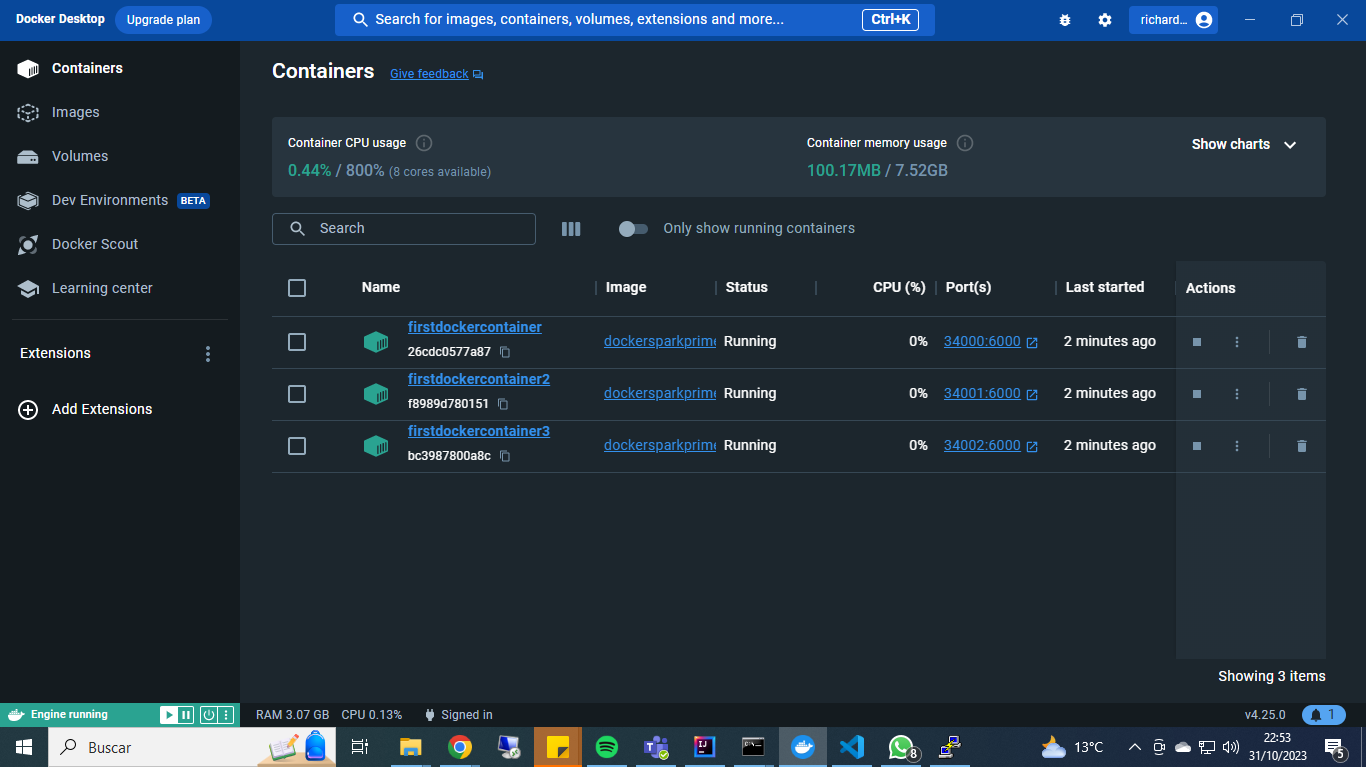 Docker Desktop Upgrade plan Search for images, containers, volumes, extensions and more... Ctrl+K richard...
Containers
Images
Volumes
Dev Environments BETA
Docker Scout
Learning center
Extensions
Add Extensions
Containers Give feedback
Container CPU usage Container memory usage Show charts
0.44% / 800% (8 cores available) 100.17MB / 7.52GB
Search Only show running containers
Name Image Status CPU (%) Port(s) Last started Actions
firstdockercontainer
26cdc0577a87 dockersparkprime Running 0% 34000:6000 2 minutes ago
firstdockercontainer2
f8989d780151 dockersparkprime Running 0% 34001:6000 2 minutes ago
firstdockercontainer3
bc3987800a8c dockersparkprime Running 0% 34002:6000 2 minutes ago
Showing 3 items
Engine running RAM 3.07 GB CPU 0.13% Signed in v4.25.0 1
Buscar 8 13°C 22:53
31/10/2023 5